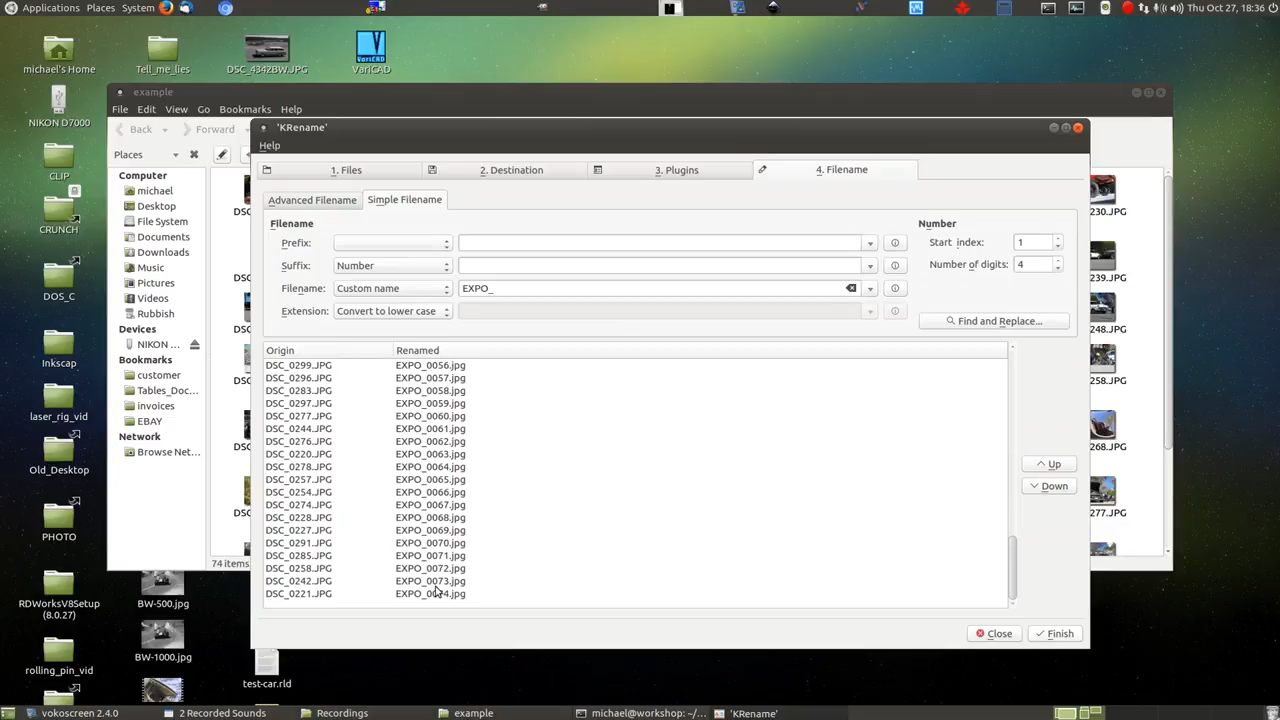 Applications Places System Thu Oct 27, 18:36
michael's Home Tell_me_lies DSC_4342BW.JPG VariCAD
NIKON D7000
CLIP
CRUNCH
DOS_C
Inkscap
laser_rig_vid
Old_Desktop
PHOTO
RDWorksV8Setup
(8.0.27)
rolling_pin_vid
BW-500.jpg
BW-1000.jpg
test-car.rld
example
File Edit View Go Bookmarks Help
Back Forward
Places
Computer
michael
Desktop
File System
Documents
Downloads
Music
Pictures
Videos
Rubbish
Devices
NIKON ...
Bookmarks
customer
Tables_Doc...
invoices
EBAY
Network
Browse Net...
74 items
230.JPG
239.JPG
248.JPG
258.JPG
268.JPG
277.JPG
'KRename'
Help
1. Files 2. Destination 3. Plugins 4. Filename
Advanced Filename Simple Filename
Filename Number
Prefix: Start index: 1
Suffix: Number Number of digits: 4
Filename: Custom name EXPO_
Extension: Convert to lower case Find and Replace...
Origin Renamed
DSC_0299.JPG EXPO_0056.jpg
DSC_0296.JPG EXPO_0057.jpg
DSC_0283.JPG EXPO_0058.jpg
DSC_0297.JPG EXPO_0059.jpg
DSC_0277.JPG EXPO_0060.jpg
DSC_0244.JPG EXPO_0061.jpg
DSC_0276.JPG EXPO_0062.jpg
DSC_0220.JPG EXPO_0063.jpg
DSC_0278.JPG EXPO_0064.jpg
DSC_0257.JPG EXPO_0065.jpg
DSC_0254.JPG EXPO_0066.jpg
DSC_0274.JPG EXPO_0067.jpg
DSC_0228.JPG EXPO_0068.jpg
DSC_0227.JPG EXPO_0069.jpg
DSC_0291.JPG EXPO_0070.jpg
DSC_0285.JPG EXPO_0071.jpg
DSC_0258.JPG EXPO_0072.jpg
DSC_0242.JPG EXPO_0073.jpg
DSC_0221.JPG EXPO_0074.jpg
Up
Down
Close Finish
vokoscreen 2.4.0 2 Recorded Sounds Recordings example michael@workshop: ~/... 'KRename'